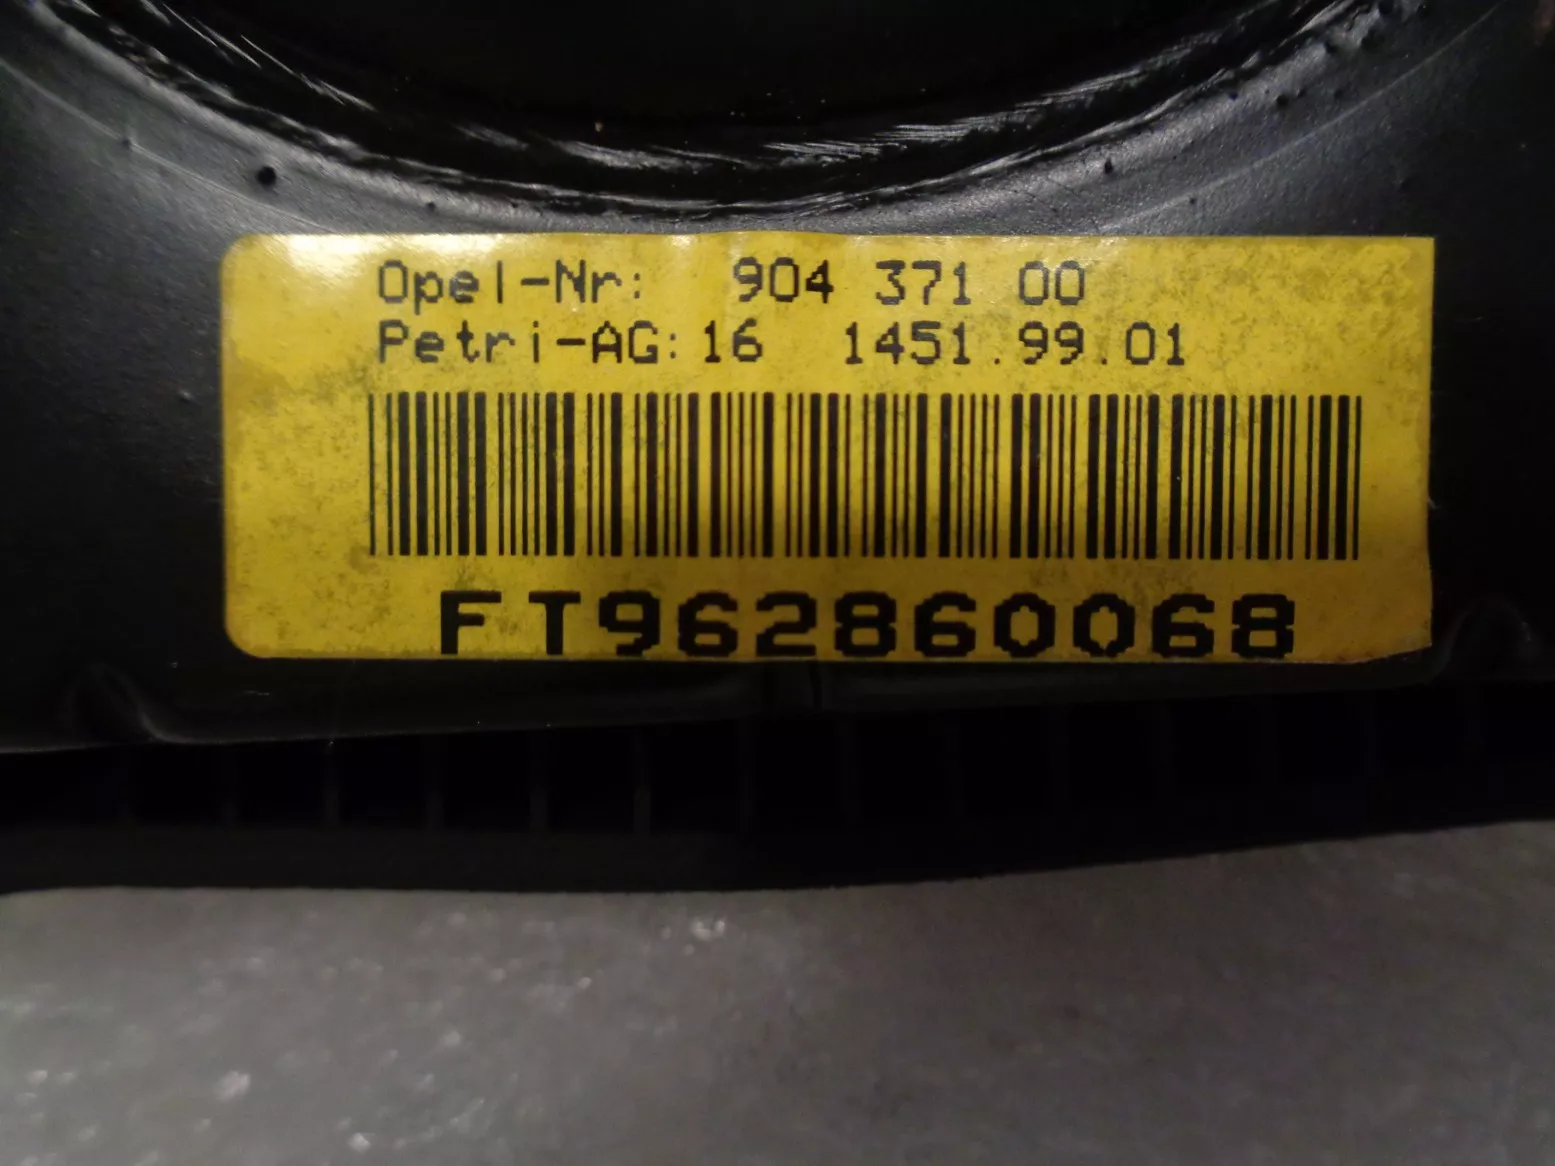 Opel-Nr: 904 371 00
Petri-AG: 16 1451.99.01
FT962860068